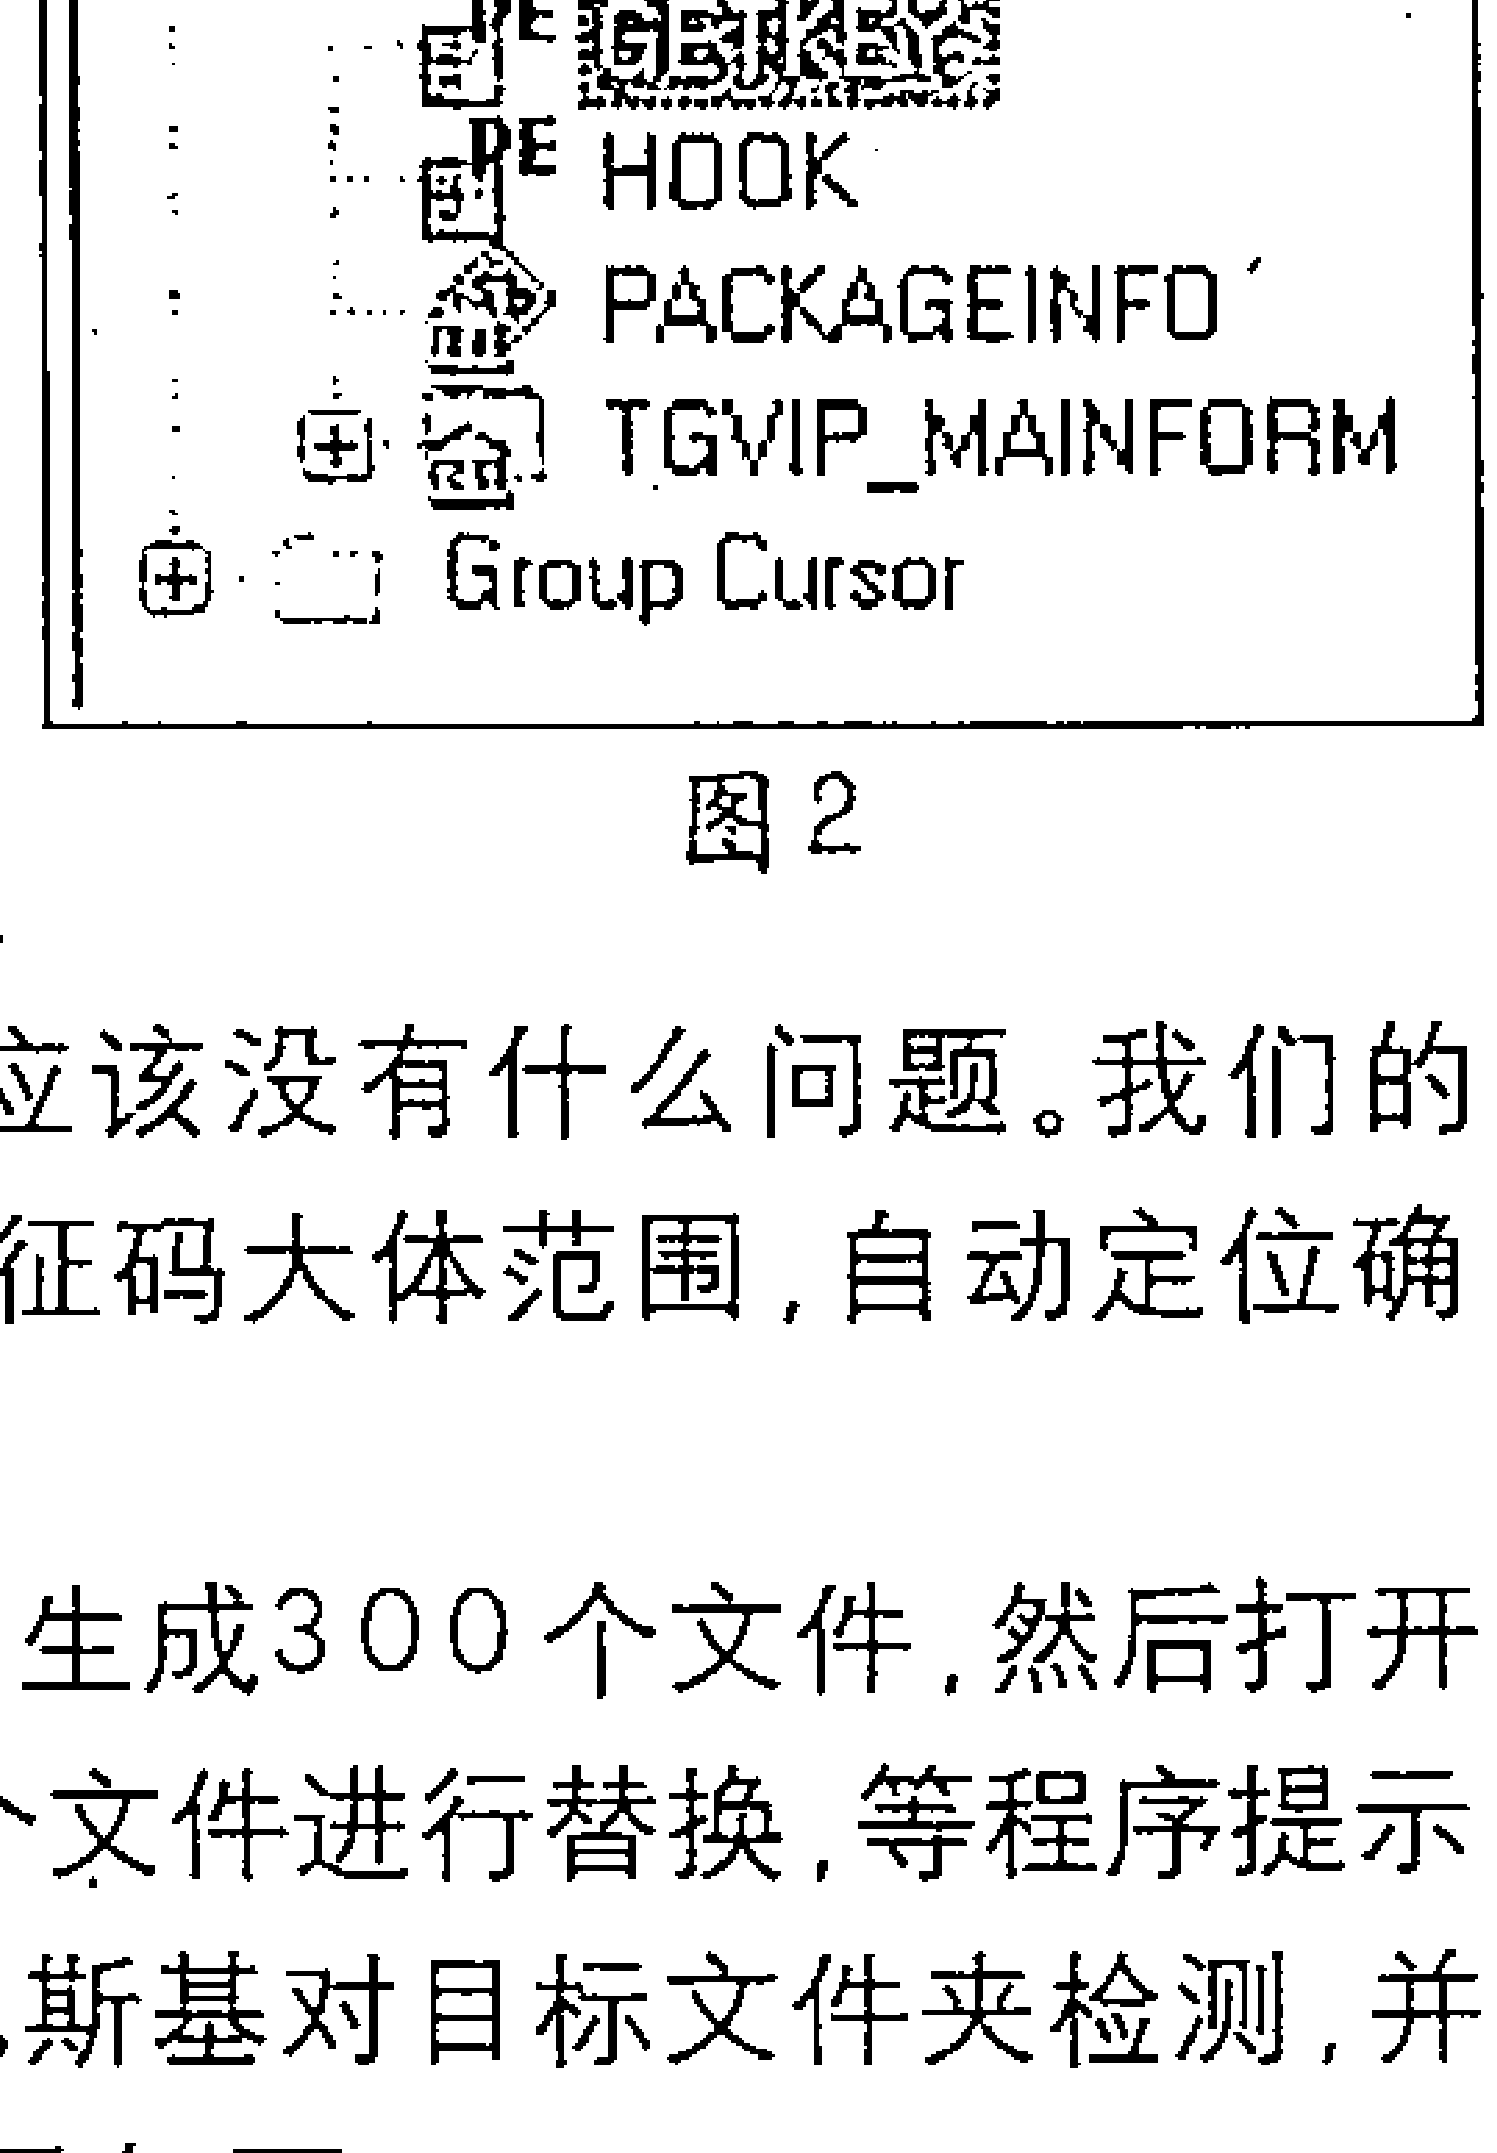 PE GETKEY
PE HOOK
PACKAGEINFO
TGVIP_MAINFORM
Group Cursor
图 2
应该没有什么问题。我们的
征码大体范围,自动定位确
生成300个文件,然后打开
个文件进行替换,等程序提示
斯基对目标文件夹检测,并